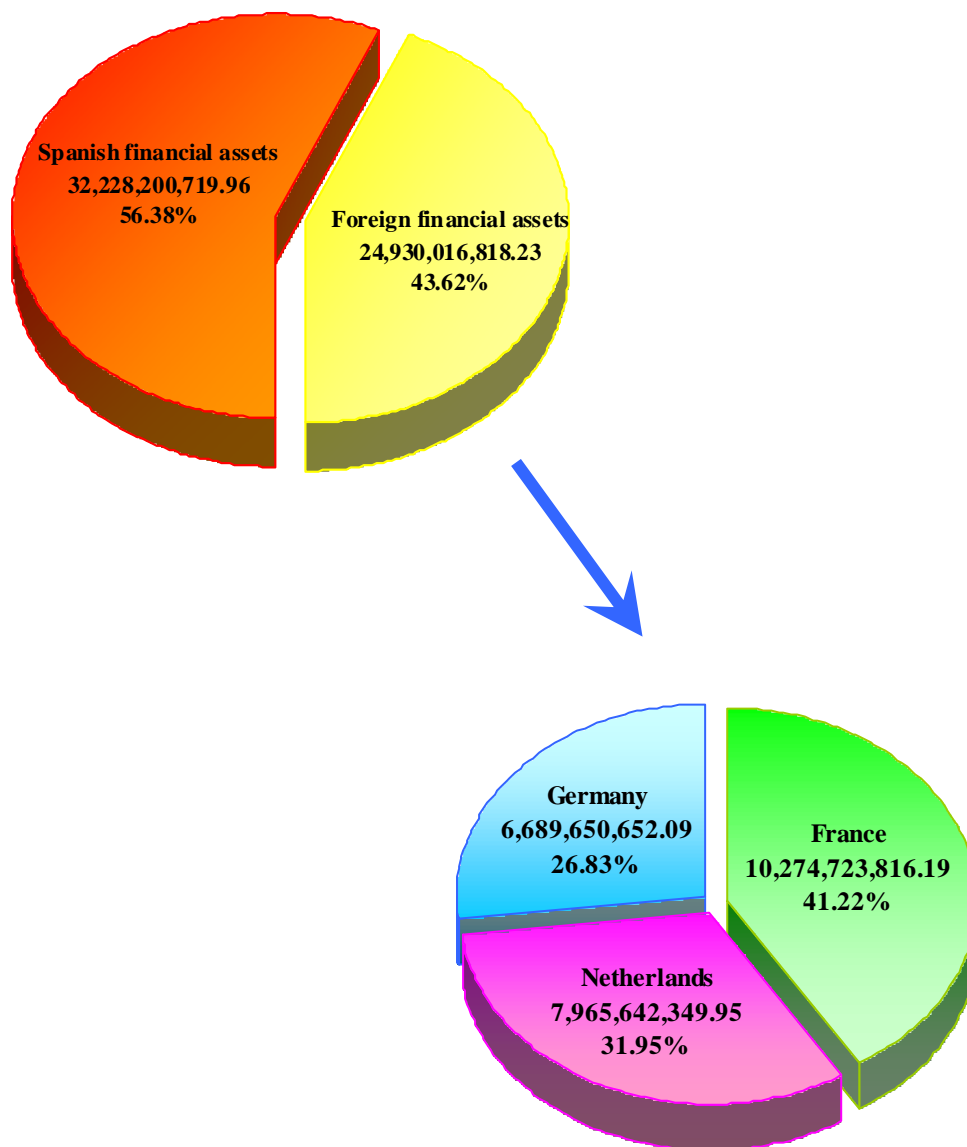 Spanish financial assets
32,228,200,719.96
56.38%
Foreign financial assets
24,930,016,818.23
43.62%
Germany
6,689,650,652.09
26.83%
France
10,274,723,816.19
41.22%
Netherlands
7,965,642,349.95
31.95%